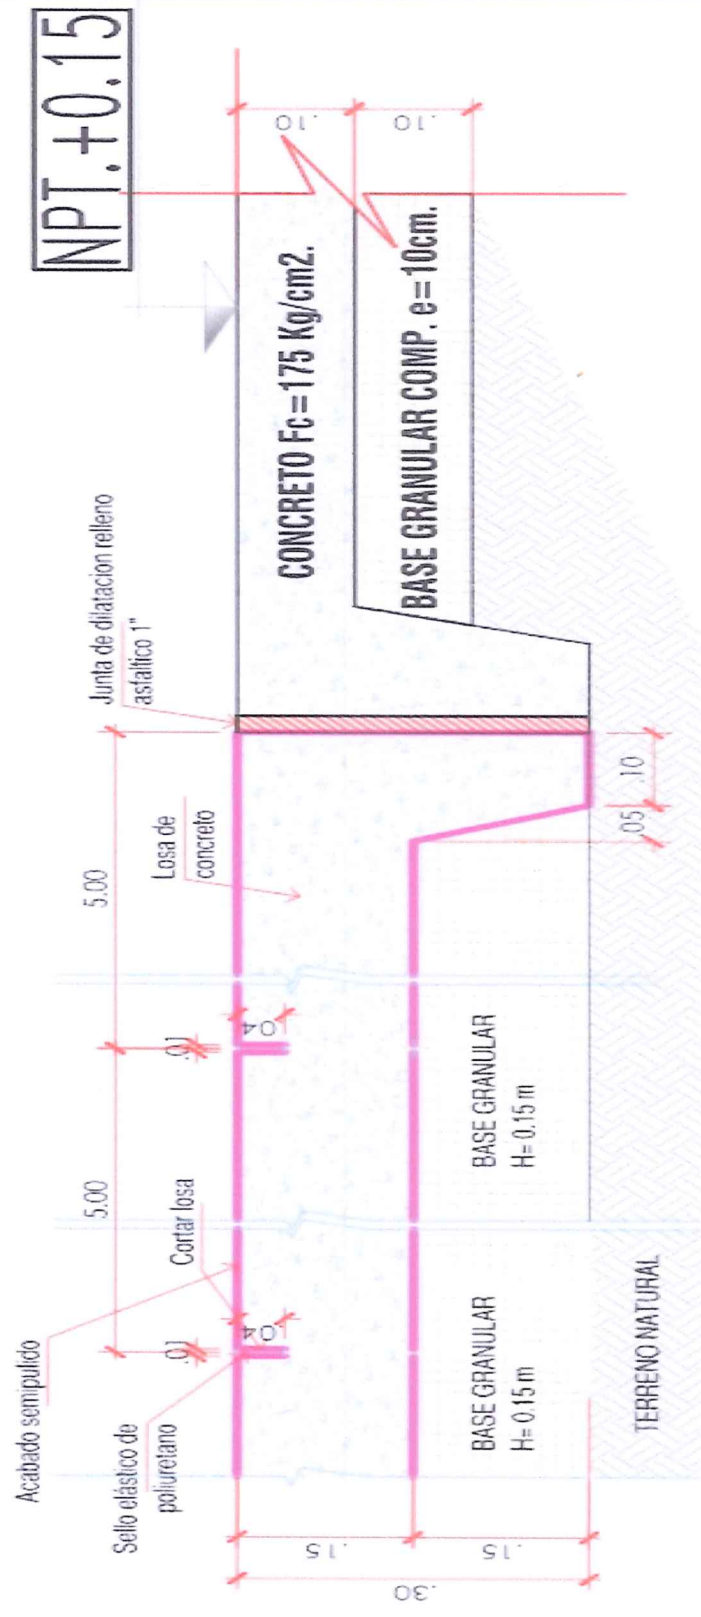 NPT.+0.15
Acabado semipulido
Sello elástico de
poliuretano
Cortar losa
5.00
5.00
Junta de dilatacion relleno
asfaltico 1"
Losa de
concreto
.01
.01
.04
.04
.10
.10
CONCRETO Fc=175 Kg/cm2.
BASE GRANULAR COMP. e=10cm.
.15
.15
.30
BASE GRANULAR
H= 0.15 m
BASE GRANULAR
H= 0.15 m
.05
.10
TERRENO NATURAL